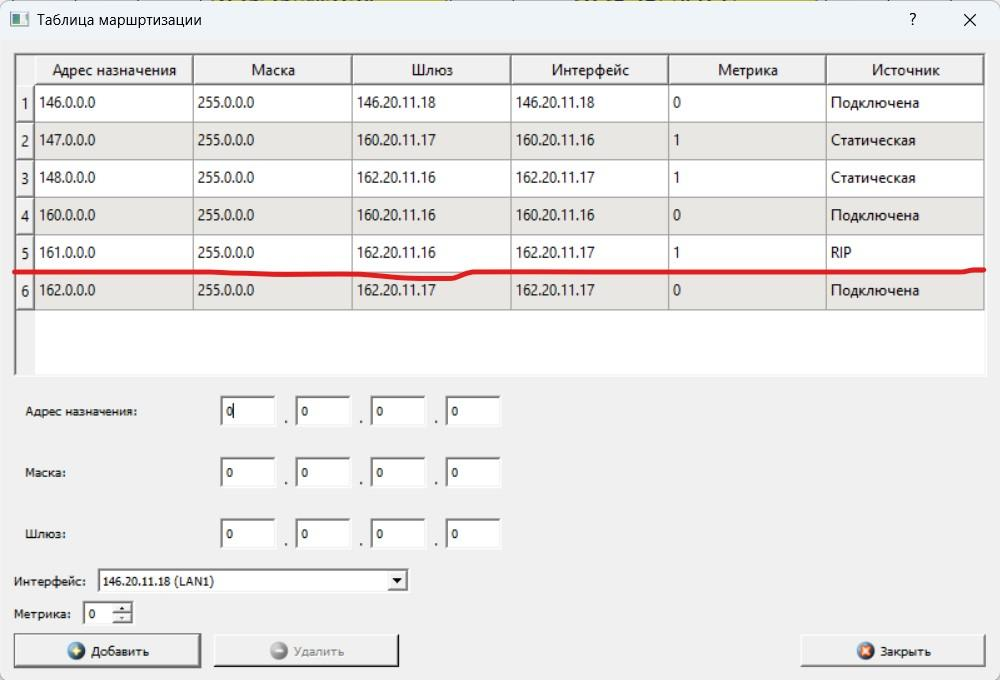 Таблица маршртизации ?
Адрес назначения Маска Шлюз Интерфейс Метрика Источник
1 146.0.0.0 255.0.0.0 146.20.11.18 146.20.11.18 0 Подключена
2 147.0.0.0 255.0.0.0 160.20.11.17 160.20.11.16 1 Статическая
3 148.0.0.0 255.0.0.0 162.20.11.16 162.20.11.17 1 Статическая
4 160.0.0.0 255.0.0.0 160.20.11.16 160.20.11.16 0 Подключена
5 161.0.0.0 255.0.0.0 162.20.11.16 162.20.11.17 1 RIP
6 162.0.0.0 255.0.0.0 162.20.11.17 162.20.11.17 0 Подключена
Адрес назначения: 0 . 0 . 0 . 0
Маска: 0 . 0 . 0 . 0
Шлюз: 0 . 0 . 0 . 0
Интерфейс: 146.20.11.18 (LAN1)
Метрика: 0
Добавить Удалить Закрыть